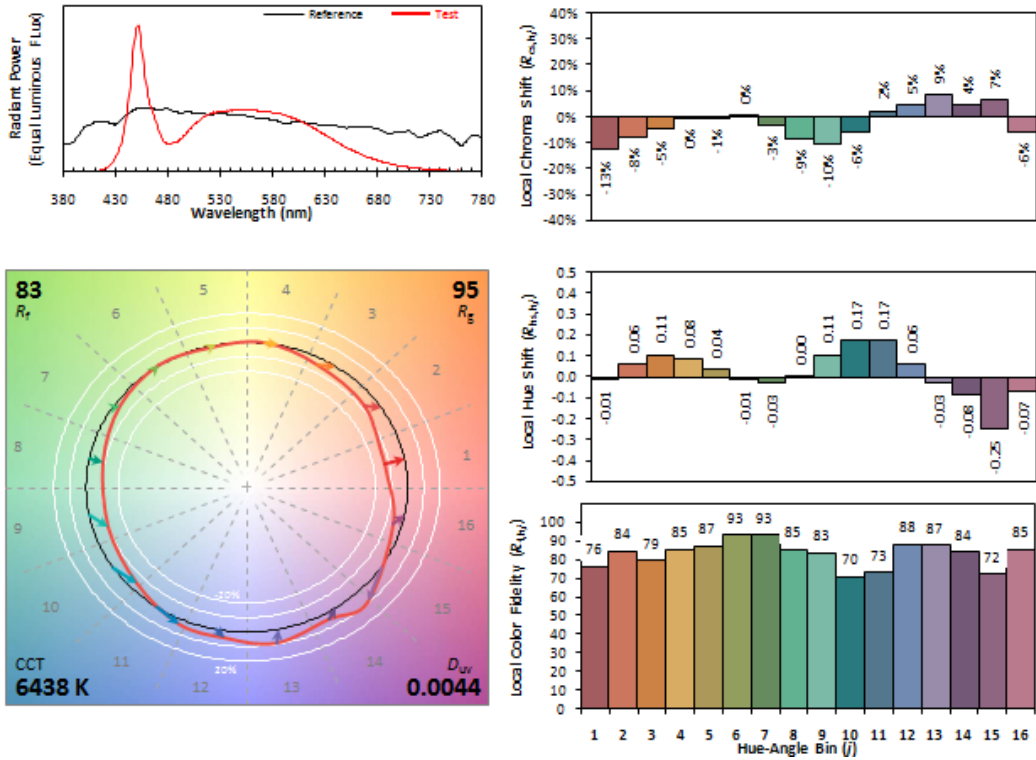 Radiant Power
(Equal Luminous FLux)
Reference
Test
380 430 480 530 580 630 680 730 780
Wavelength (nm)
Local Chroma Shift (Rcs,hj)
40%
30%
20%
10%
0%
-10%
-20%
-30%
-40%
-13% -8% -5% 0% -1% 0% -3% -9% -10% -6% 2% 5% 9% 4% 7% -6%
83
Rf
95
Rg
1
2
3
4
5
6
7
8
9
10
11
12
13
14
15
16
-20%
20%
CCT
6438 K
Duv
0.0044
Local Hue Shift (Rhs,hj)
0.5
0.4
0.3
0.2
0.1
0.0
-0.1
-0.2
-0.3
-0.4
-0.5
-0.01 0.06 0.11 0.08 0.04 -0.01 -0.03 0.00 0.11 0.17 0.17 0.06 -0.03 -0.08 -0.25 -0.07
Local Color Fidelity (Rf,hj)
100
90
80
70
60
50
40
30
20
10
0
76 84 79 85 87 93 93 85 83 70 73 88 87 84 72 85
1 2 3 4 5 6 7 8 9 10 11 12 13 14 15 16
Hue-Angle Bin (j)